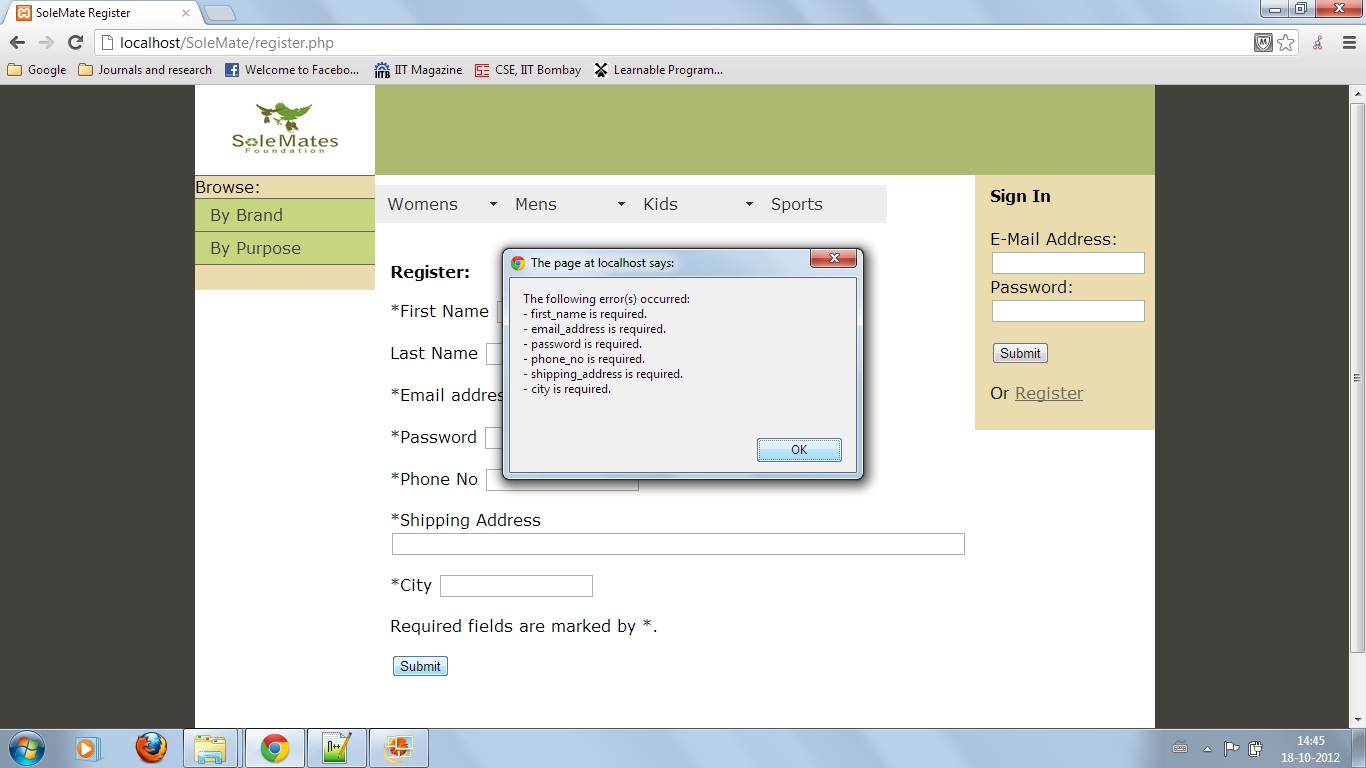 SoleMate Register
localhost/SoleMate/register.php
Google
Journals and research
Welcome to Facebo...
IIT Magazine
CSE, IIT Bombay
Learnable Program...
SoleMates
Foundation
Browse:
By Brand
By Purpose
Womens
Mens
Kids
Sports
Register:
*First Name
Last Name
*Email addres
*Password
*Phone No
*Shipping Address
*City
Required fields are marked by *.
Submit
The page at localhost says:
The following error(s) occurred:
- first_name is required.
- email_address is required.
- password is required.
- phone_no is required.
- shipping_address is required.
- city is required.
OK
Sign In
E-Mail Address:
Password:
Submit
Or Register
14:45
18-10-2012